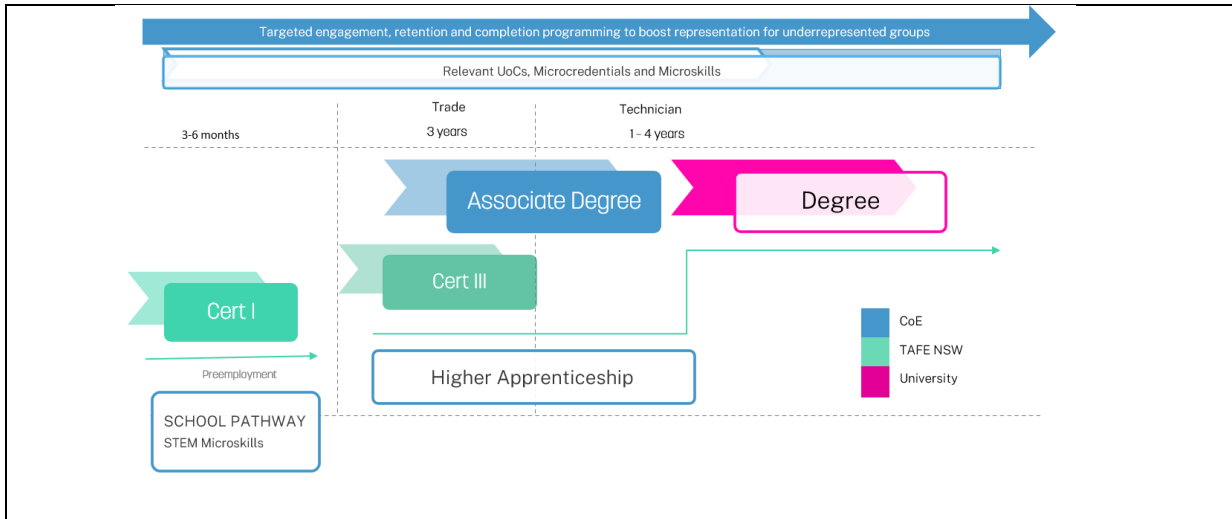 Targeted engagement, retention and completion programming to boost representation for underrepresented groups
Relevant UoCs, Microcredentials and Microskills
Trade
Technician
3-6 months
3 years
1 - 4 years
Associate Degree
Degree
Cert III
Cert I
Preemployment
Higher Apprenticeship
SCHOOL PATHWAY
STEM Microskills
CoE
TAFE NSW
University